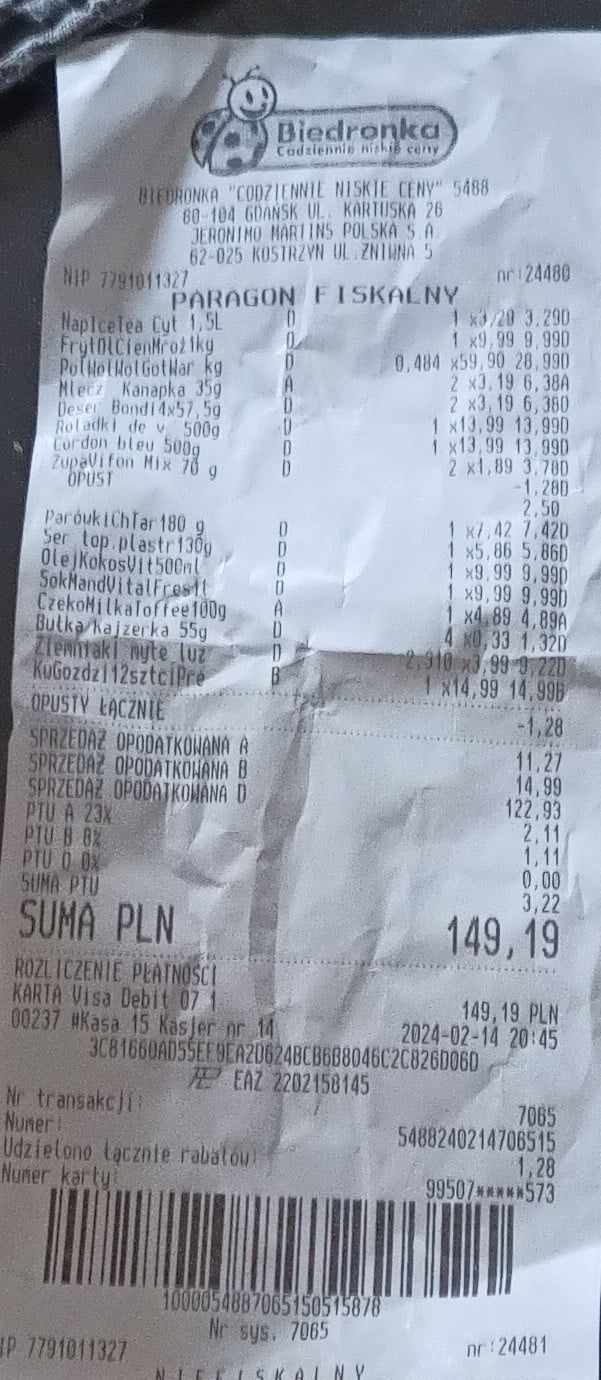 Biedronka
Codziennie niskie ceny
BIEDRONKA "CODZIENNIE NISKIE CENY" 5488
80-104 GDAŃSK UL. KARTUSKA 26
JERONIMO MARTINS POLSKA S.A.
62-025 KOSTRZYN UL.ŻNIWNA 5
NIP 7791011327 nr:24480
PARAGON FISKALNY
NapIceTea Cyt 1,5L D 1 x3,29 3,29D
FrytDlCienMroż1kg D 1 x9,99 9,99D
PolWołWolGotWar kg D 0,484 x59,90 28,99D
Mlecz. Kanapka 35g A 2 x3,19 6,38A
Deser Bondi4x57,5g D 2 x3,19 6,38D
Roladki de v. 500g D 1 x13,99 13,99D
Cordon bleu 500g D 1 x13,99 13,99D
ZupaVifon Mix 70 g D 2 x1,89 3,78D
OPUST -1,28D
2,50
ParówkiChTar180 g D 1 x7,42 7,42D
Ser top.plastr130g D 1 x5,86 5,86D
OlejKokosVit500ml D 1 x9,99 9,99D
SokMandVitalFres1l D 1 x9,99 9,99D
CzekoMilkaToffee100g A 1 x4,89 4,89A
Bułka kajzerka 55g D 4 x0,33 1,32D
Ziemniaki myte luz D 2,310 x3,99 9,22D
KwGoździ12sztciPre B 1 x14,99 14,99B
OPUSTY ŁĄCZNIE -1,28
SPRZEDAŻ OPODATKOWANA A 11,27
SPRZEDAŻ OPODATKOWANA B 14,99
SPRZEDAŻ OPODATKOWANA D 122,93
PTU A 23% 2,11
PTU B 8% 1,11
PTU D 0% 0,00
SUMA PTU 3,22
SUMA PLN 149,19
ROZLICZENIE PŁATNOŚCI
KARTA Visa Debit 07 1 149,19 PLN
00237 #Kasa 15 Kasjer nr 14 2024-02-14 20:45
3C81660AD55EE9EA2D624BCB6B8046C2C826D06D
EAZ 2202158145
Nr transakcji: 7065
Numer: 5488240214706515
Udzielono łącznie rabatów: 1,28
Numer karty: 99507*****573
1000054887065150515878
Nr sys. 7065
NIP 7791011327 nr:24481
NIEFISKALNY